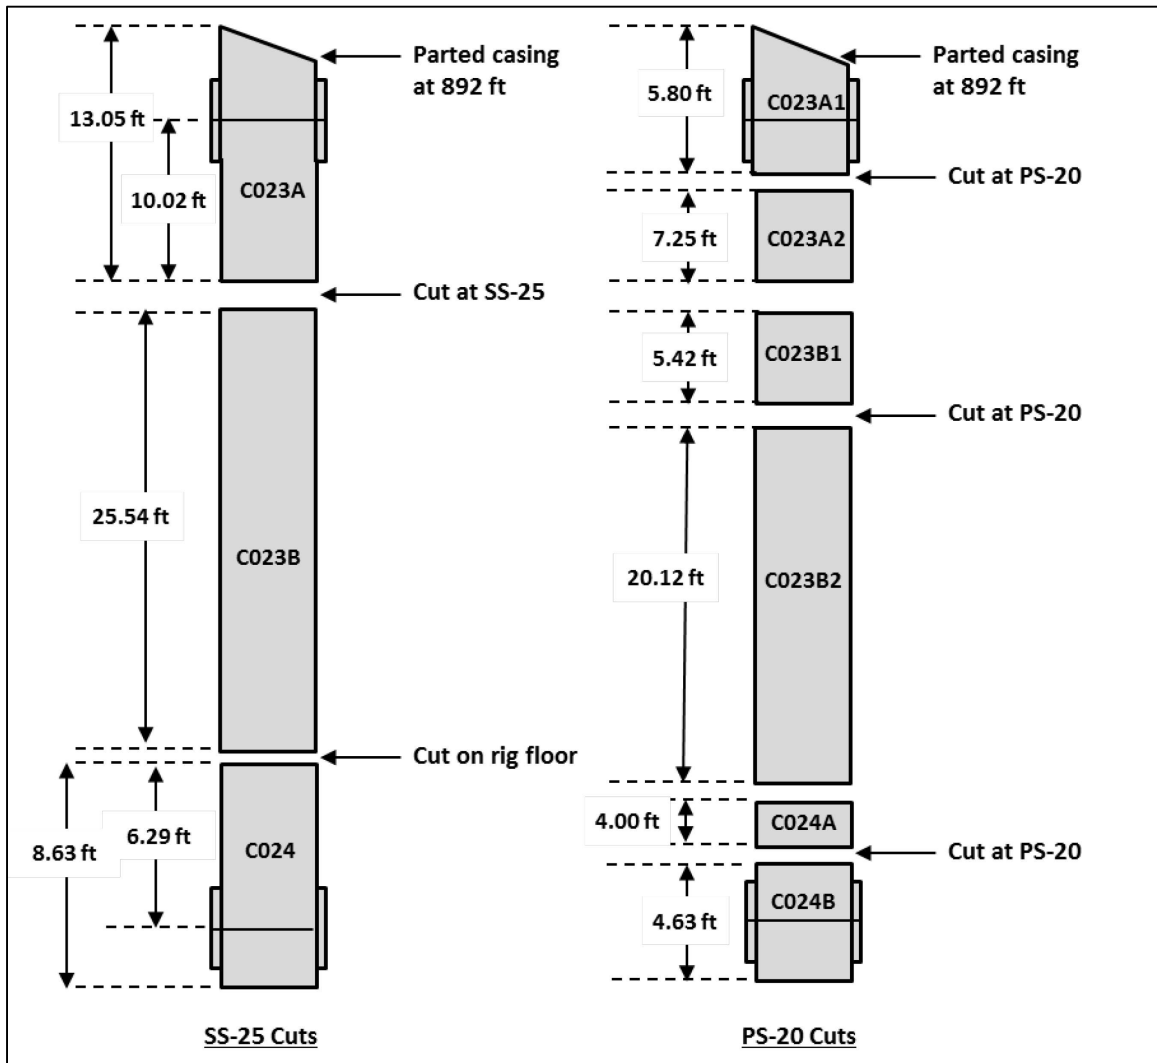 Parted casing
at 892 ft
13.05 ft
C023A
10.02 ft
Cut at SS-25
25.54 ft
C023B
Cut on rig floor
6.29 ft
8.63 ft
C024
SS-25 Cuts
Parted casing
at 892 ft
5.80 ft
C023A1
Cut at PS-20
7.25 ft
C023A2
5.42 ft
C023B1
Cut at PS-20
20.12 ft
C023B2
4.00 ft
C024A
Cut at PS-20
C024B
4.63 ft
PS-20 Cuts